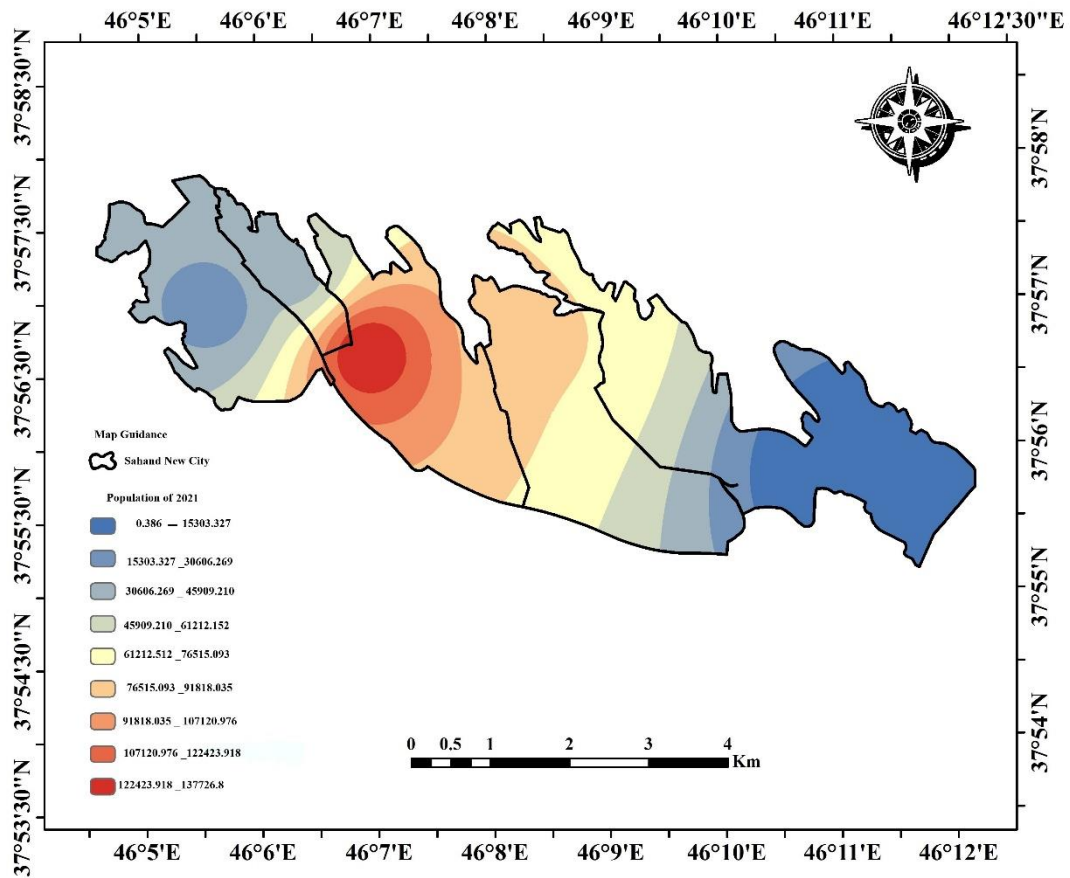 46°5'E 46°6'E 46°7'E 46°8'E 46°9'E 46°10'E 46°11'E 46°12'30"E
37°58'30"N
37°57'30"N
37°56'30"N
37°55'30"N
37°54'30"N
37°53'30"N
37°58'N
37°57'N
37°56'N
37°55'N
37°54'N
Map Guidance
Sahand New City
Population of 2021
0.386 — 15303.327
15303.327 _30606.269
30606.269 _ 45909.210
45909.210 _61212.152
61212.512 _76515.093
76515.093 _91818.035
91818.035 _ 107120.976
107120.976 _122423.918
122423.918 _137726.8
0 0.5 1 2 3 4
Km
46°5'E 46°6'E 46°7'E 46°8'E 46°9'E 46°10'E 46°11'E 46°12'E